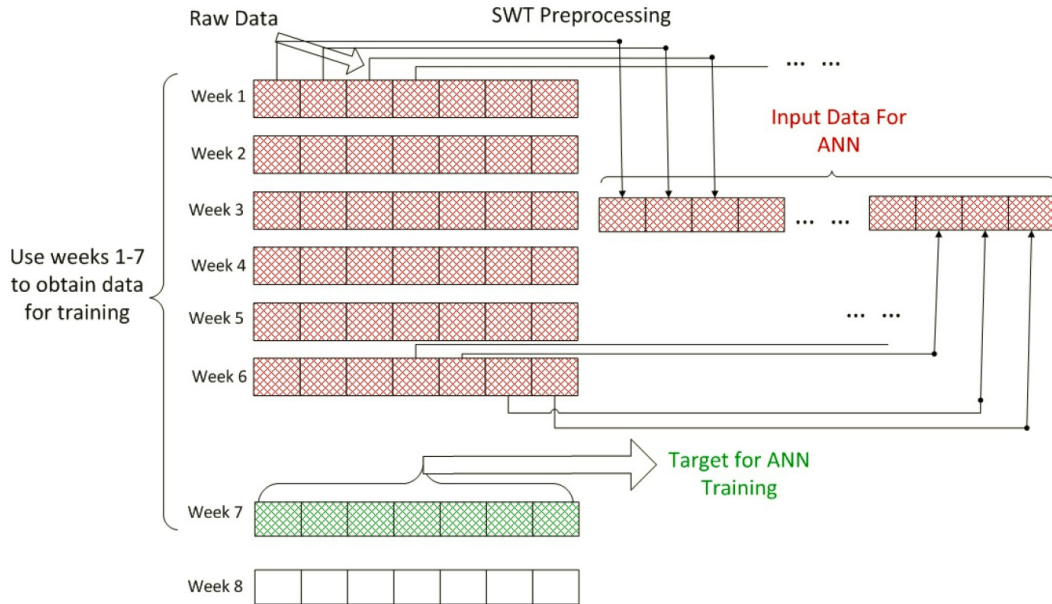 Raw Data
SWT Preprocessing
... ...
Week 1
Input Data For
ANN
Week 2
Week 3
... ...
Use weeks 1-7
to obtain data
for training
Week 4
Week 5
... ...
Week 6
Target for ANN
Training
Week 7
Week 8